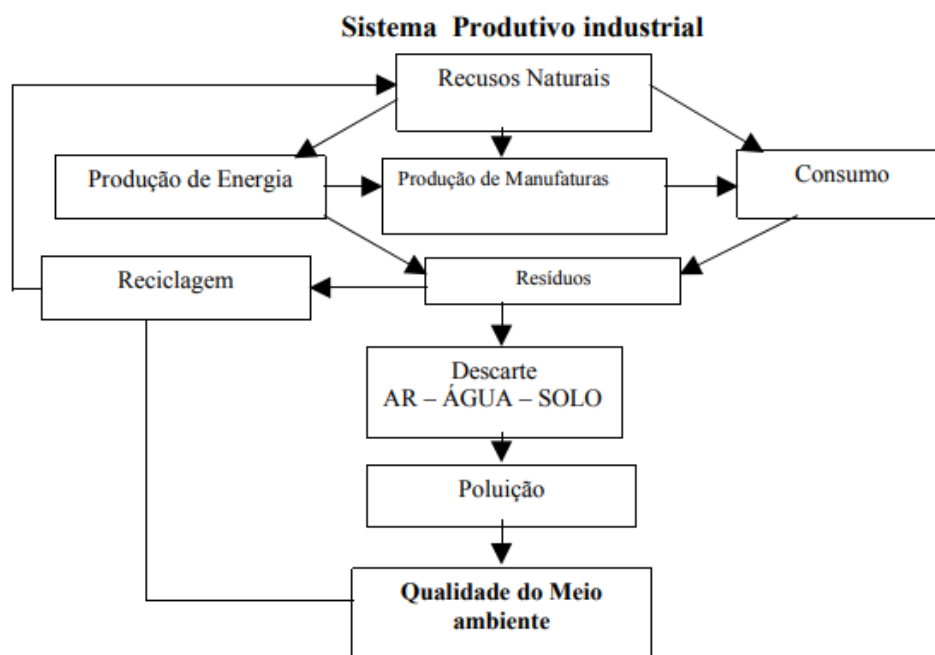 Sistema Produtivo industrial
Recusos Naturais
Produção de Energia
Produção de Manufaturas
Consumo
Reciclagem
Resíduos
Descarte
AR – ÁGUA – SOLO
Poluição
Qualidade do Meio
ambiente